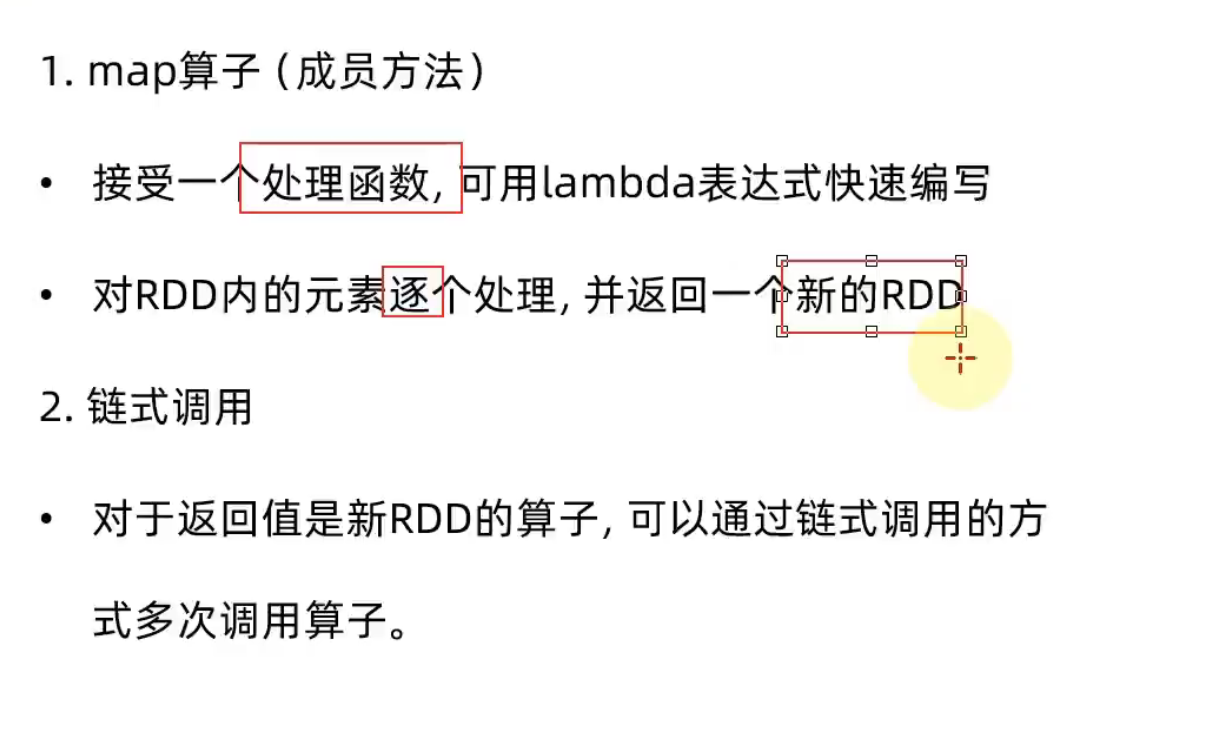 1. map算子（成员方法）
• 接受一个处理函数, 可用lambda表达式快速编写
• 对RDD内的元素逐个处理, 并返回一个新的RDD
2. 链式调用
• 对于返回值是新RDD的算子, 可以通过链式调用的方
式多次调用算子。